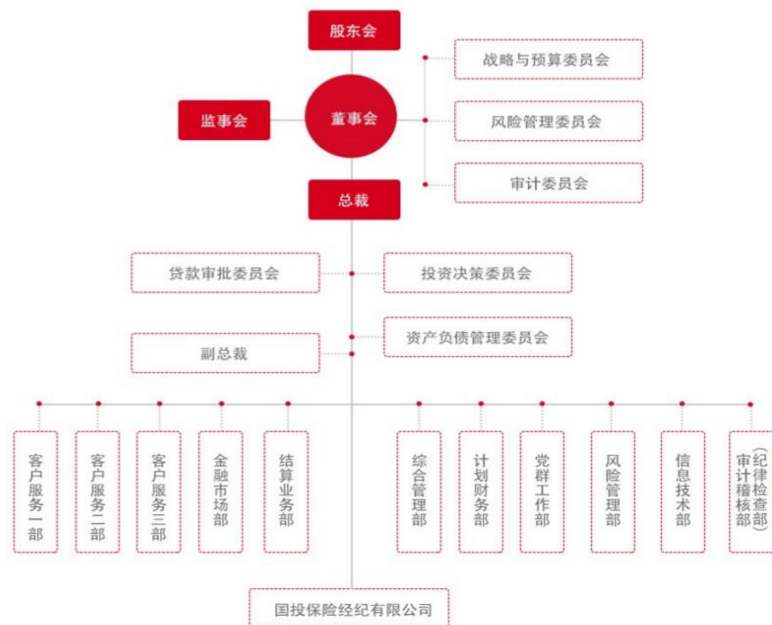 股东会
战略与预算委员会
监事会
董事会
风险管理委员会
审计委员会
总裁
贷款审批委员会
投资决策委员会
资产负债管理委员会
副总裁
客户服务一部
客户服务二部
客户服务三部
金融市场部
结算业务部
综合管理部
计划财务部
党群工作部
风险管理部
信息技术部
(纪律检查部)
审计稽核部
国投保险经纪有限公司